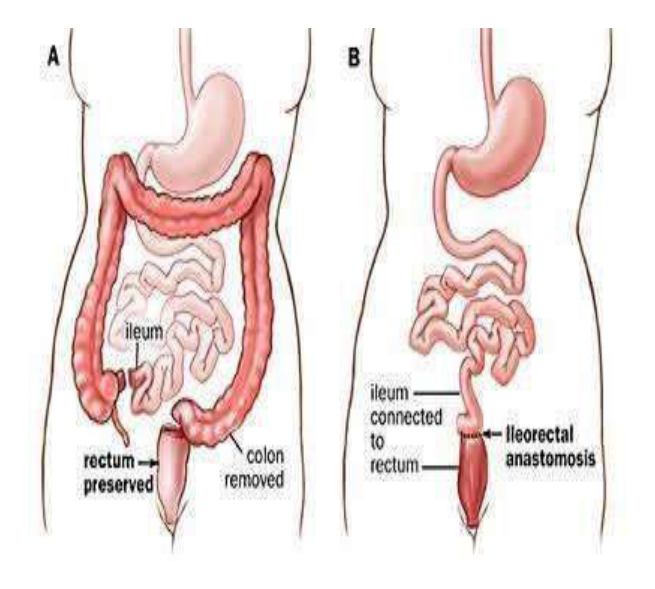 A
ileum
rectum
preserved
colon
removed
B
ileum
connected
to
rectum
Ileorectal
anastomosis